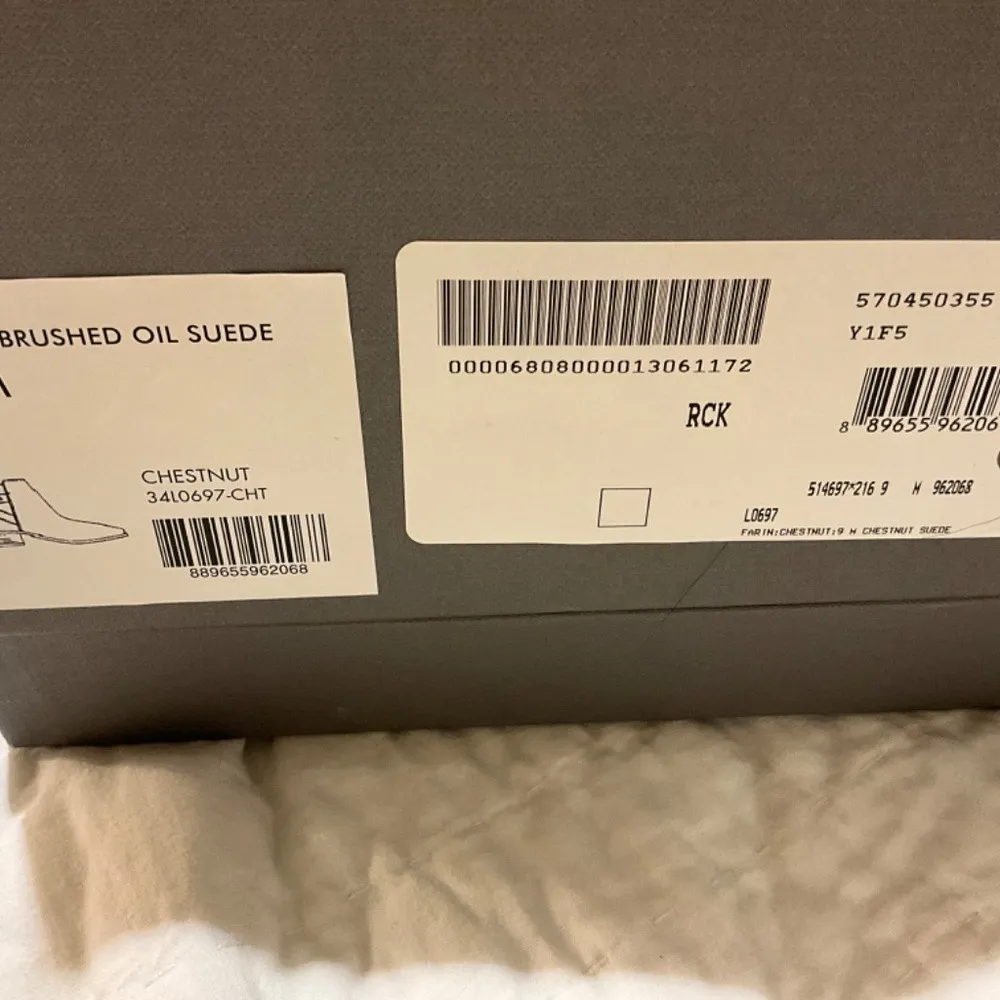 BRUSHED OIL SUEDE
CHESTNUT
34L0697-CHT
889655962068
00006808000013061172
RCK
570450355
Y1F5
8 89655 96206
514697*216 9 M 962068
L0697
FARIN:CHESTNUT:9 M CHESTNUT SUEDE